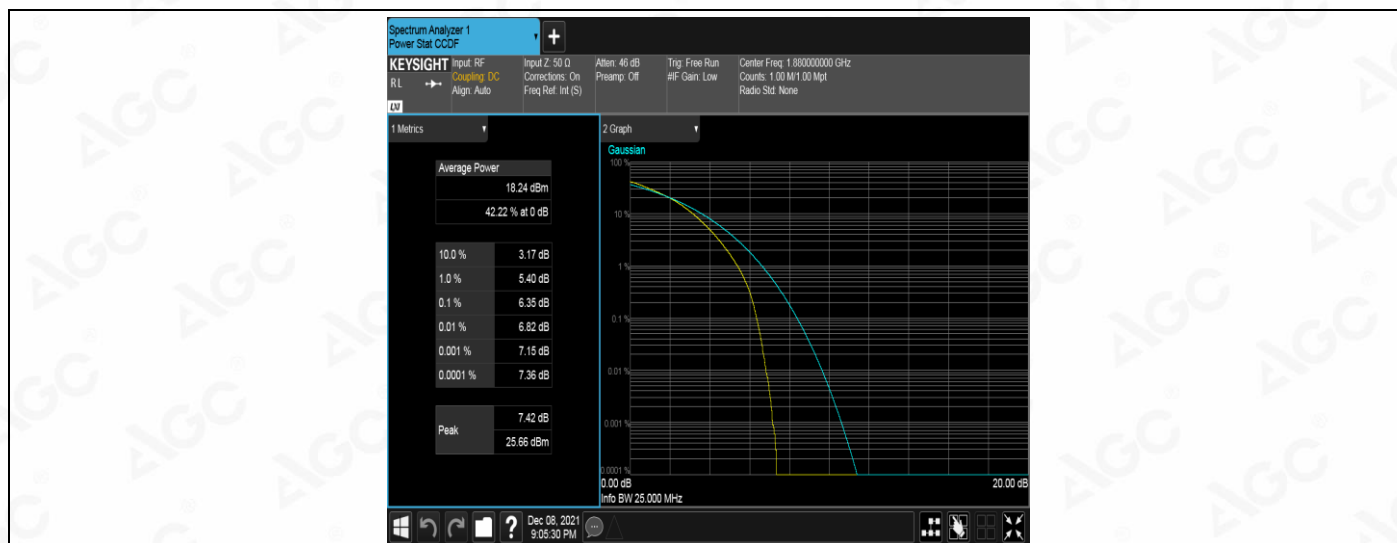 Spectrum Analyzer 1
Power Stat CCDF
KEYSIGHT
RL
LXI
Input: RF
Coupling: DC
Align: Auto
Input Z: 50 Ω
Corrections: On
Freq Ref: Int (S)
Atten: 46 dB
Preamp: Off
Trig: Free Run
#IF Gain: Low
Center Freq: 1.880000000 GHz
Counts: 1.00 M/1.00 Mpt
Radio Std: None
1 Metrics
Average Power
18.24 dBm
42.22 % at 0 dB
10.0 % 3.17 dB
1.0 % 5.40 dB
0.1 % 6.35 dB
0.01 % 6.82 dB
0.001 % 7.15 dB
0.0001 % 7.36 dB
Peak
7.42 dB
25.66 dBm
2 Graph
Gaussian
100 %
10 %
1 %
0.1 %
0.01 %
0.001 %
0.0001 %
0.00 dB
20.00 dB
Info BW 25.000 MHz
Dec 08, 2021
9:05:30 PM
AGC